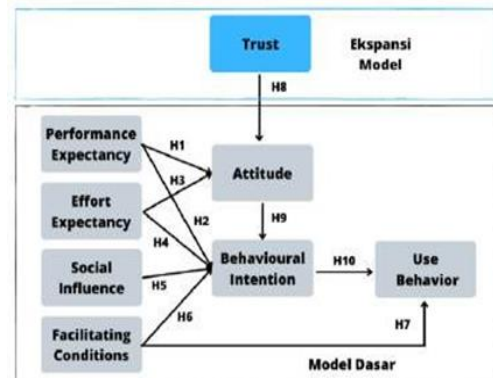 Trust
Ekspansi
Model
H8
Performance
Expectancy
H1
H3
Attitude
Effort
Expectancy
H2
H9
H4
Behavioural
Intention
H10
Use
Behavior
Social
Influence
H5
H6
Facilitating
Conditions
H7
Model Dasar